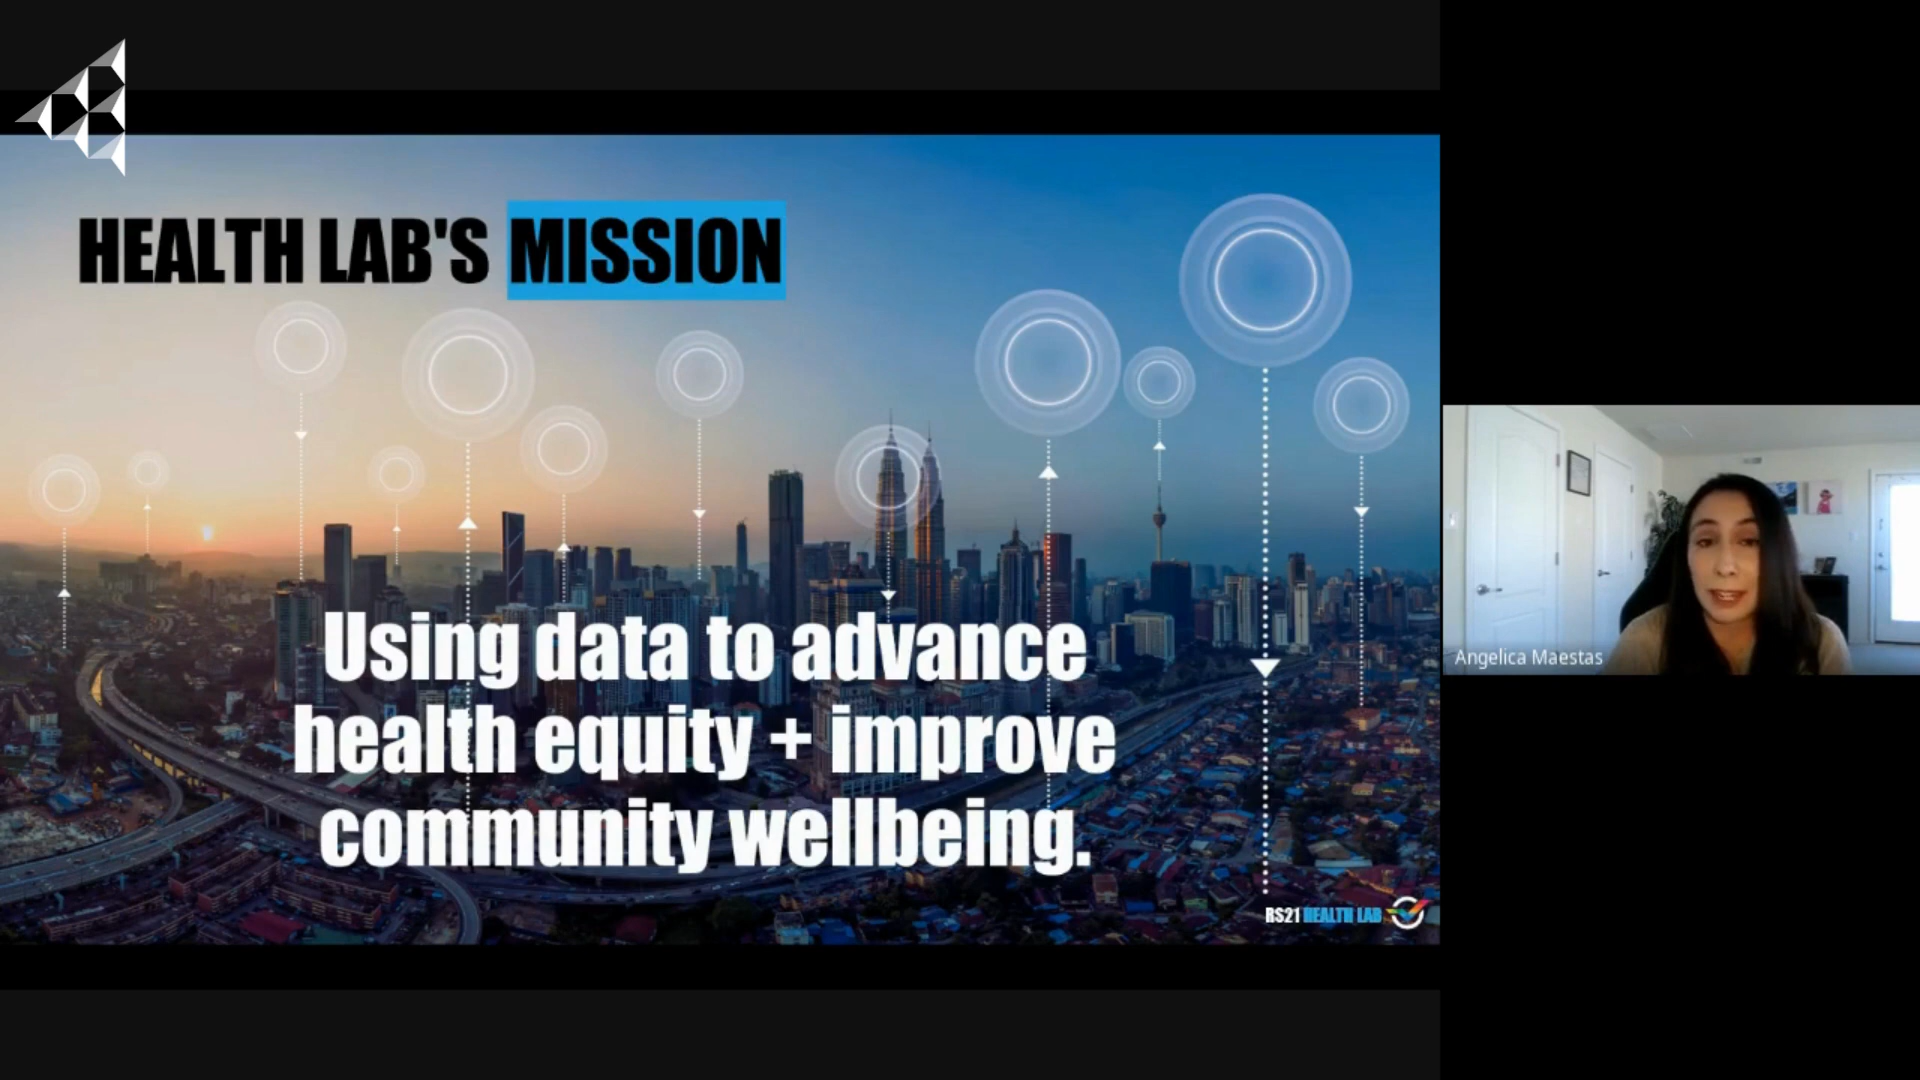 HEALTH LAB'S MISSION
Using data to advance
health equity + improve
community wellbeing.
RS21 HEALTH LAB
Angelica Maestas